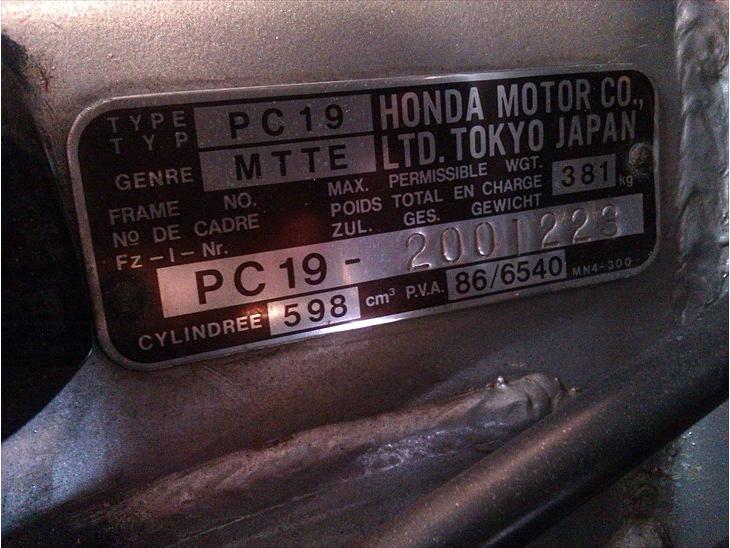 TYPE TYP PC19
HONDA MOTOR CO.,
LTD. TOKYO JAPAN
GENRE MTTE
FRAME NO.
NO DE CADRE
Fz-I-Nr.
MAX. PERMISSIBLE WGT.
POIDS TOTAL EN CHARGE
ZUL. GES. GEWICHT
381 kg
PC19- 2001223
CYLINDREE 598 cm³ P.V.A. 86/6540 MN4-300